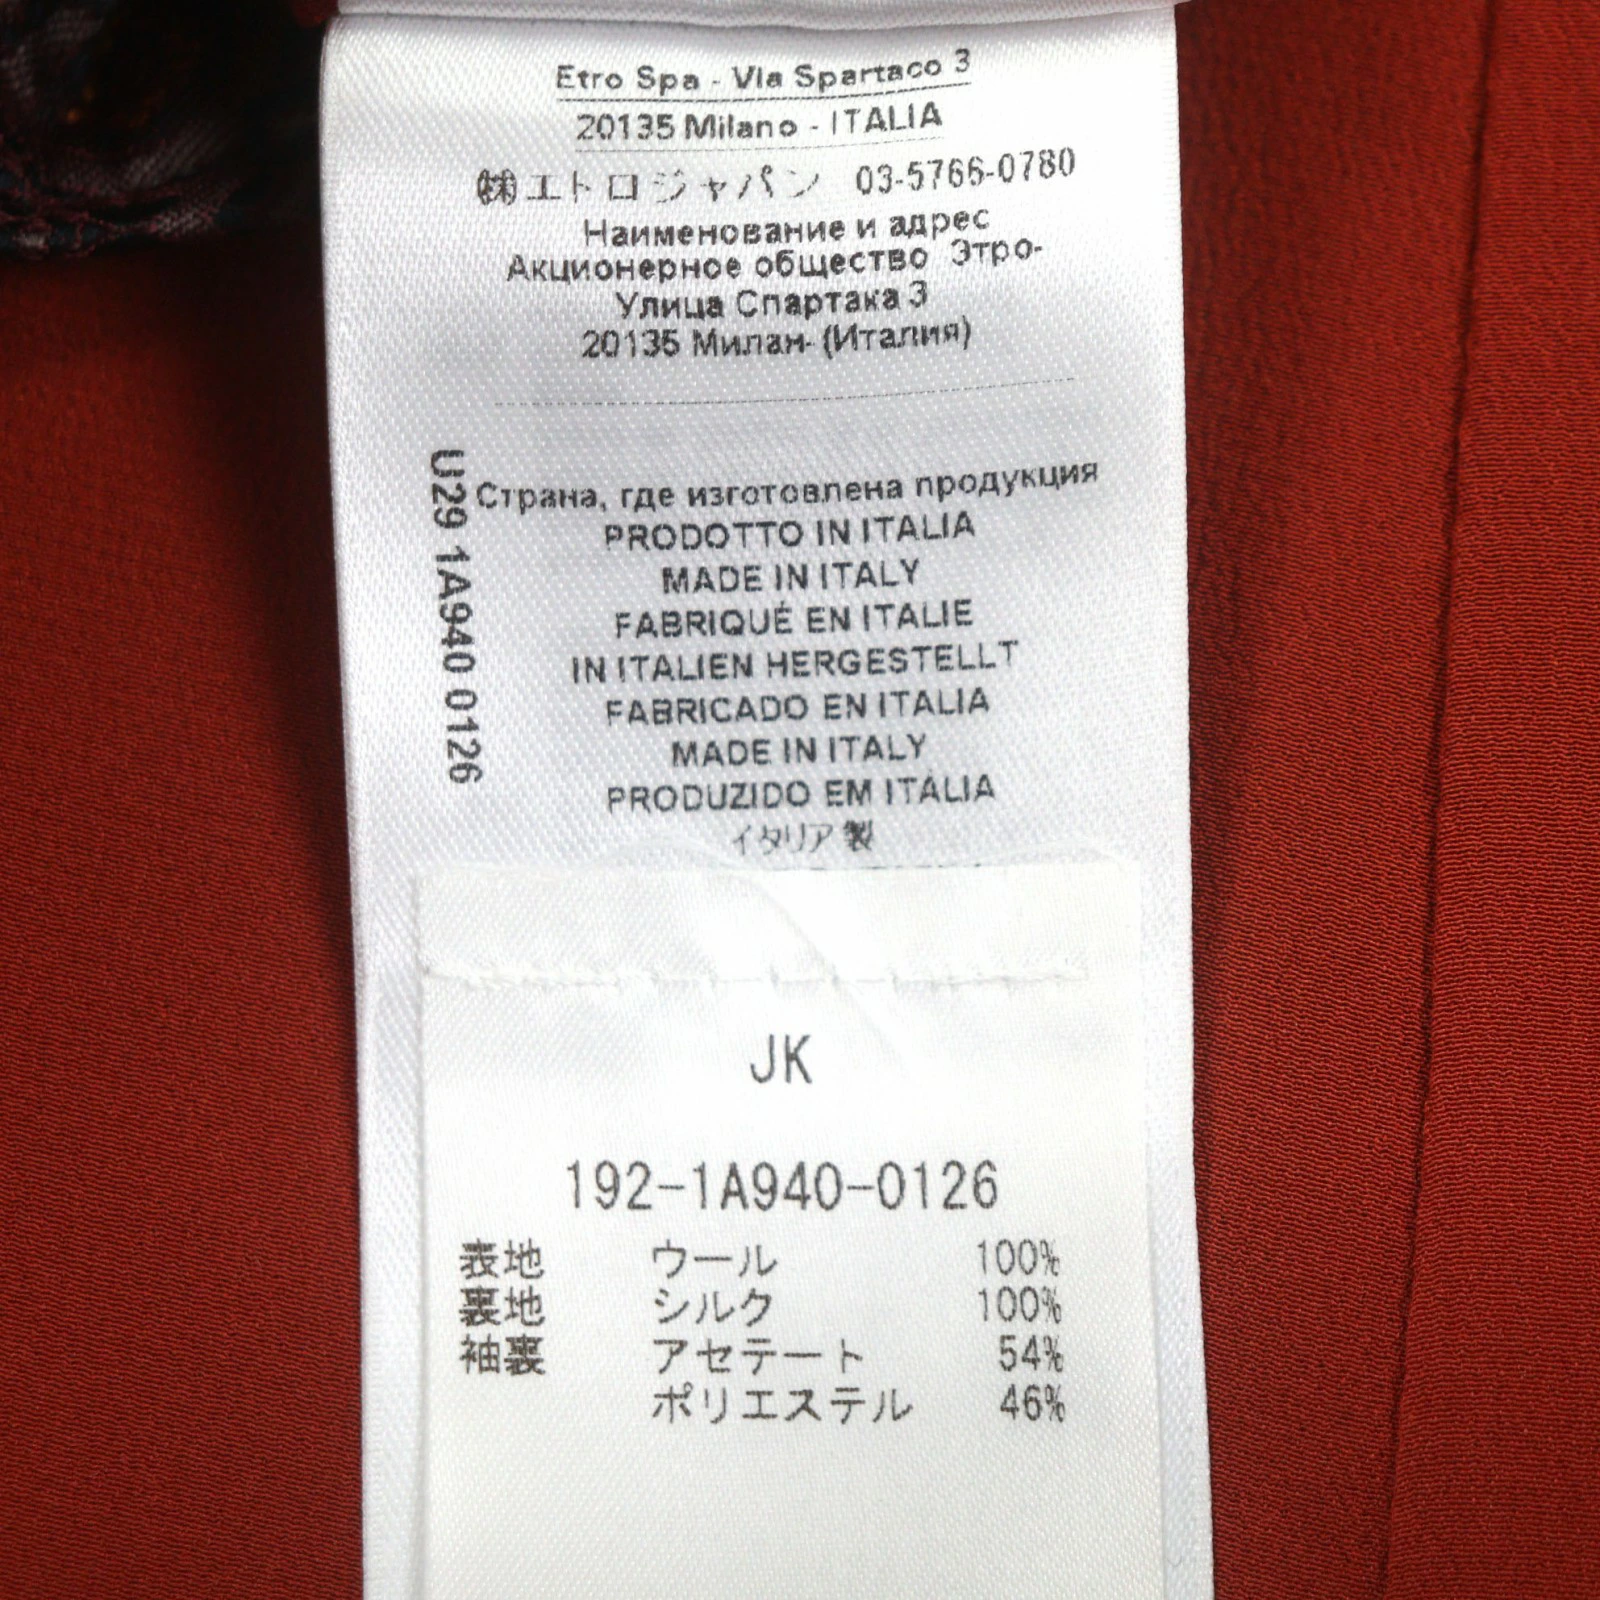 Etro Spa - Via Spartaco 3
20135 Milano - ITALIA
㈱エトロジャパン 03-5766-0780
Наименование и адрес
Акционерное общество Этро-
Улица Спартака 3
20135 Милан- (Италия)
U29 1A940 0126
Страна, где изготовлена продукция
PRODOTTO IN ITALIA
MADE IN ITALY
FABRIQUÉ EN ITALIE
IN ITALIEN HERGESTELLT
FABRICADO EN ITALIA
MADE IN ITALY
PRODUZIDO EM ITÁLIA
イタリア製
JK
192-1A940-0126
表地 ウール 100%
裏地 シルク 100%
袖裏 アセテート 54%
ポリエステル 46%